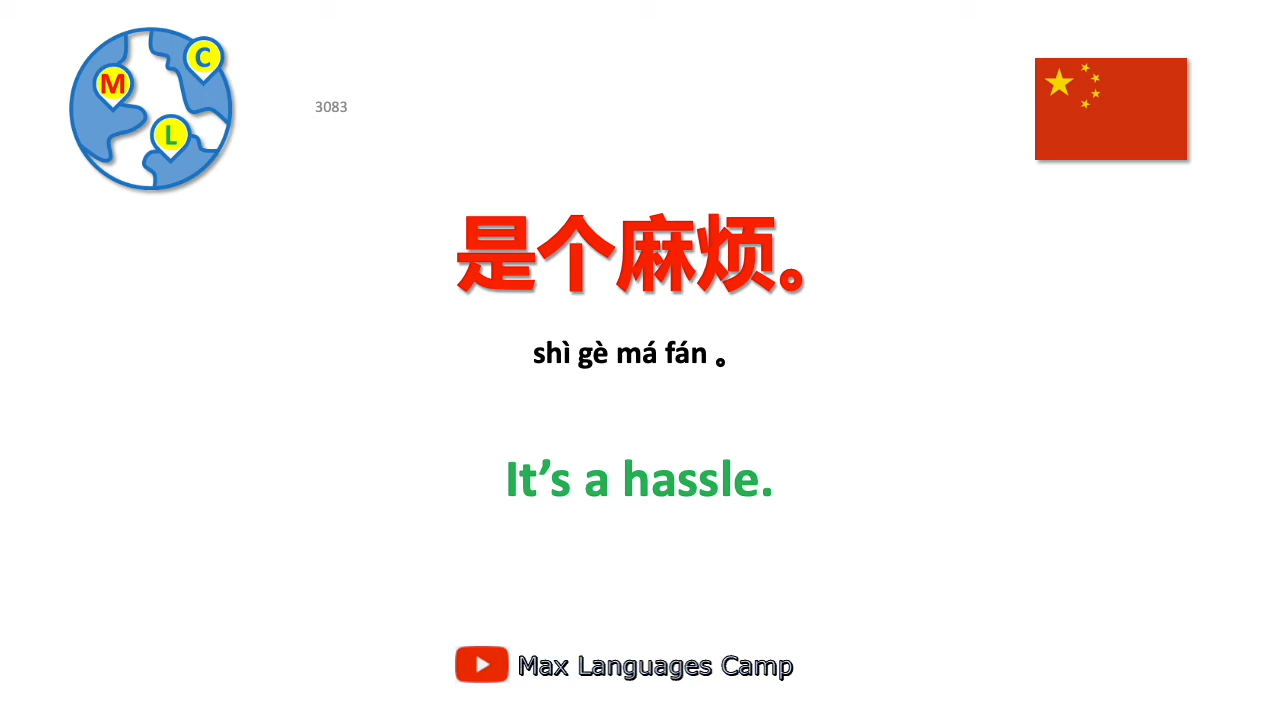 C
M
L
3083
是个麻烦。
shì gè má fán 。
It’s a hassle.
Max Languages Camp